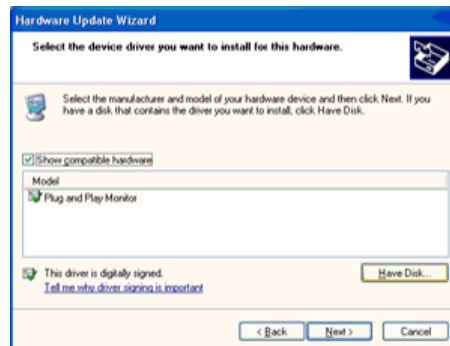 Hardware Update Wizard
Select the device driver you want to install for this hardware.
Select the manufacturer and model of your hardware device and then click Next. If you
have a disk that contains the driver you want to install, click Have Disk.
Show compatible hardware
Model
Plug and Play Monitor
This driver is digitally signed.
Have Disk...
Tell me why driver signing is important
< Back
Next >
Cancel